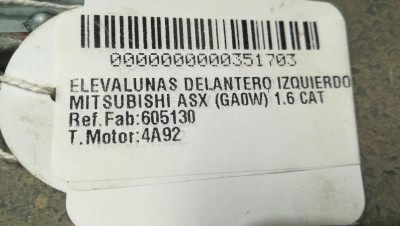 0000000000351703
ELEVALUNAS DELANTERO IZQUIERDO
MITSUBISHI ASX (GA0W) 1.6 CAT
Ref.Fab:605130
T.Motor:4A92